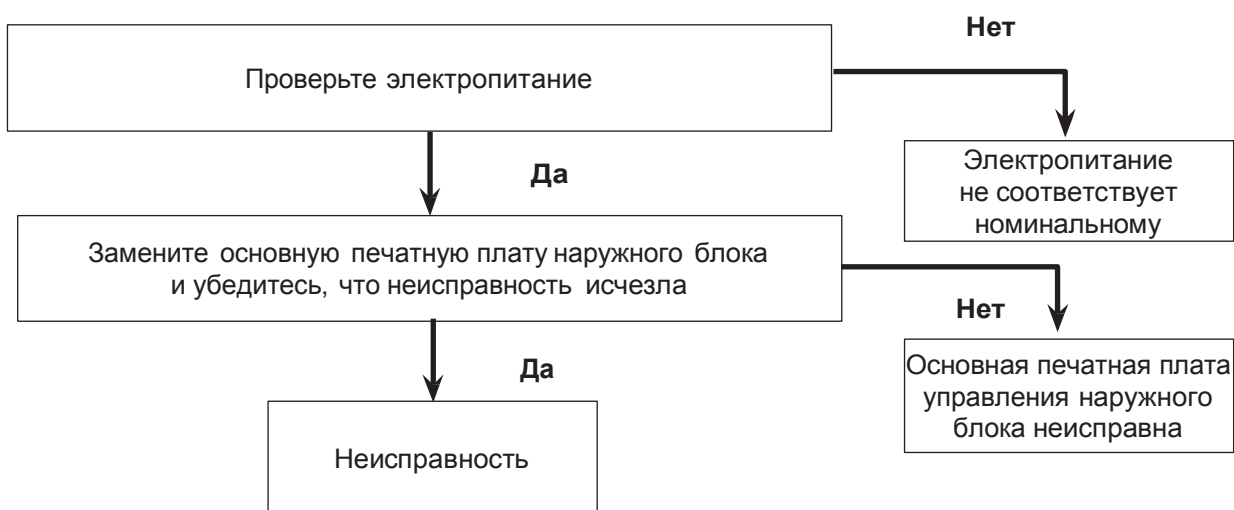 Нет
Проверьте электропитание
Да
Электропитание
не соответствует
номинальному
Замените основную печатную плату наружного блока
и убедитесь, что неисправность исчезла
Нет
Да
Основная печатная плата
управления наружного
блока неисправна
Неисправность